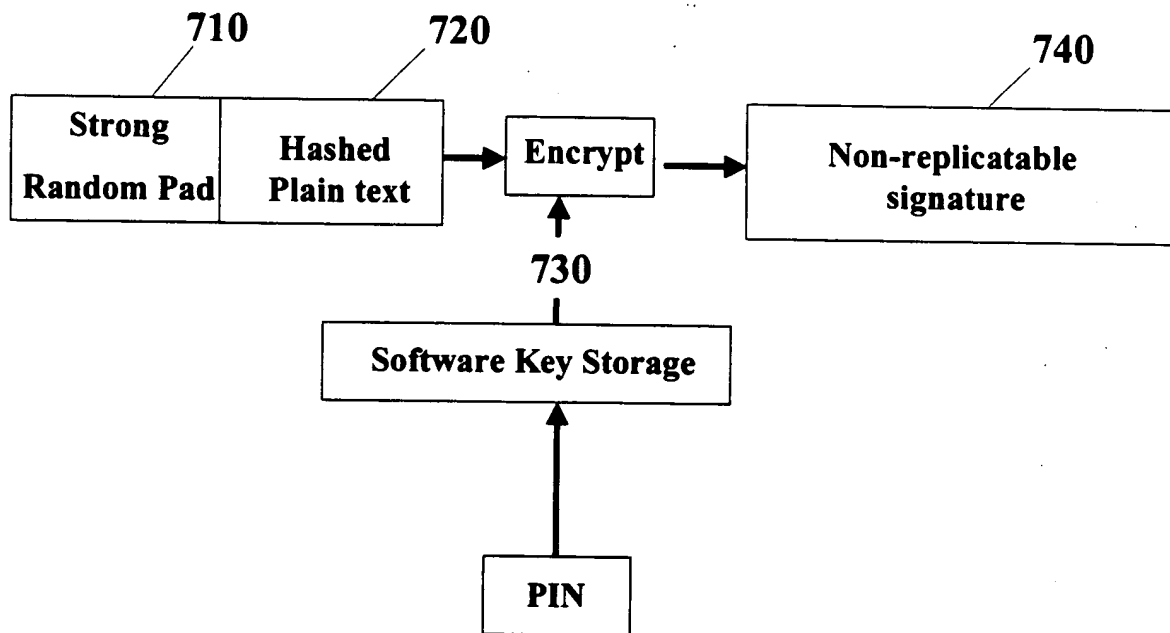 710
720
740
Strong
Random Pad
Hashed
Plain text
Encrypt
Non-replicatable
signature
730
Software Key Storage
PIN